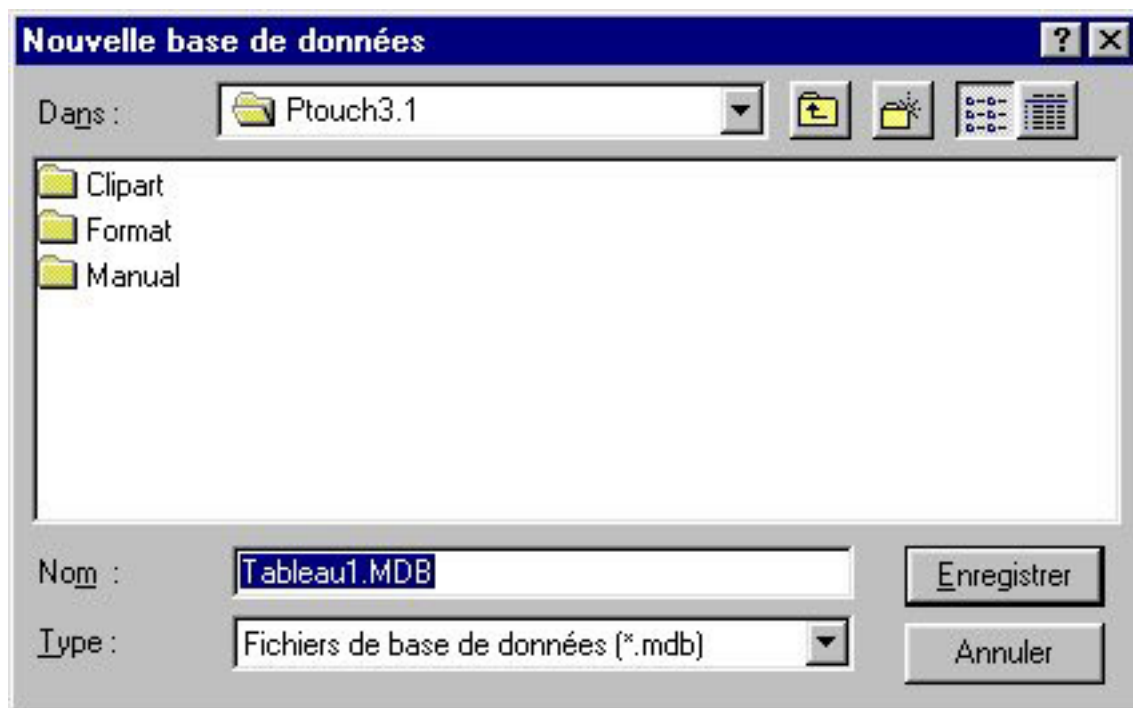 Nouvelle base de données
Dans : Ptouch3.1
Clipart
Format
Manual
Nom : Tableau1.MDB Enregistrer
Type : Fichiers de base de données (*.mdb) Annuler